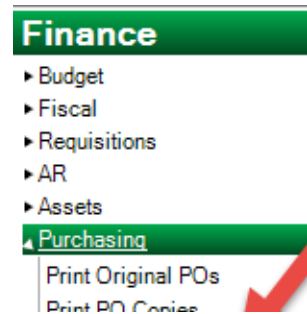 Finance
Budget
Fiscal
Requisitions
AR
Assets
Purchasing
Print Original POs
Print PO Copies